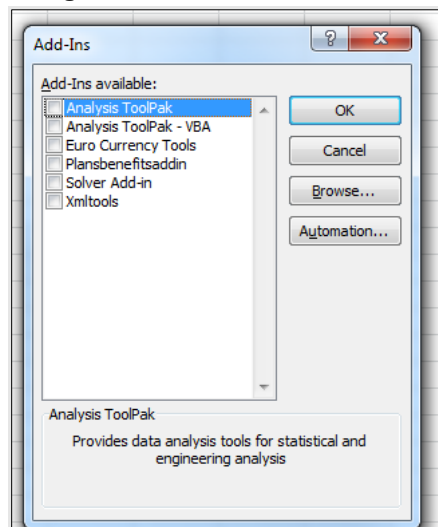 Add-Ins
Add-Ins available:
Analysis ToolPak
Analysis ToolPak - VBA
Euro Currency Tools
Plansbenefitsaddin
Solver Add-in
Xmltools
OK
Cancel
Browse...
Automation...
Analysis ToolPak
Provides data analysis tools for statistical and
engineering analysis